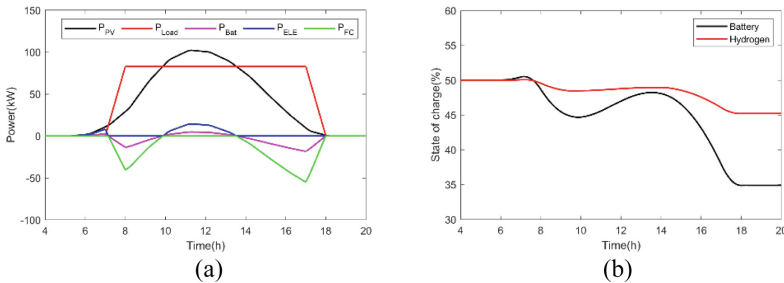 P_PV P_Load P_Bat P_ELE P_FC
150
100
50
0
-50
-100
Power(kW)
4 6 8 10 12 14 16 18 20
Time(h)
(a)
Battery
Hydrogen
60
55
50
45
40
35
30
State of charge(%)
4 6 8 10 12 14 16 18 20
Time(h)
(b)